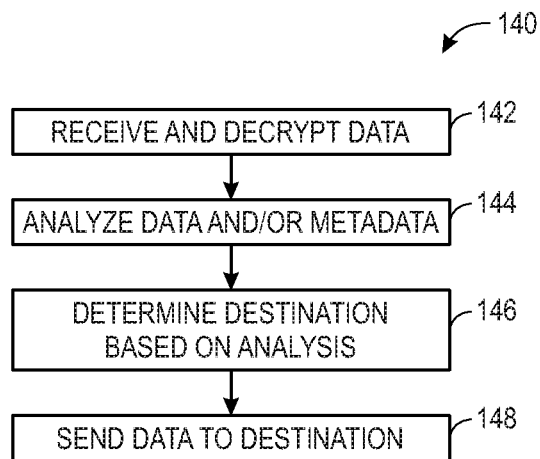 140
RECEIVE AND DECRYPT DATA
142
ANALYZE DATA AND/OR METADATA
144
DETERMINE DESTINATION
BASED ON ANALYSIS
146
SEND DATA TO DESTINATION
148